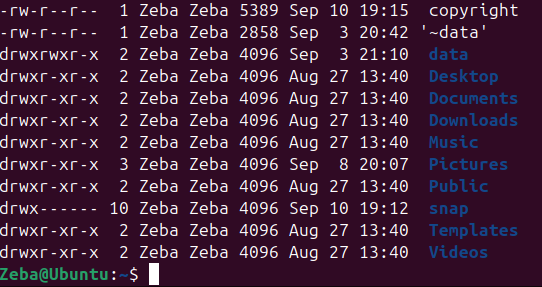 -rw-r--r--  1 Zeba Zeba 5389 Sep 10 19:15  copyright
-rw-r--r--  1 Zeba Zeba 2858 Sep  3 20:42 '~data'
drwxrwxr-x  2 Zeba Zeba 4096 Sep  3 21:10  data
drwxr-xr-x  2 Zeba Zeba 4096 Aug 27 13:40  Desktop
drwxr-xr-x  2 Zeba Zeba 4096 Aug 27 13:40  Documents
drwxr-xr-x  2 Zeba Zeba 4096 Aug 27 13:40  Downloads
drwxr-xr-x  2 Zeba Zeba 4096 Aug 27 13:40  Music
drwxr-xr-x  3 Zeba Zeba 4096 Sep  8 20:07  Pictures
drwxr-xr-x  2 Zeba Zeba 4096 Aug 27 13:40  Public
drwx------ 10 Zeba Zeba 4096 Sep 10 19:12  snap
drwxr-xr-x  2 Zeba Zeba 4096 Aug 27 13:40  Templates
drwxr-xr-x  2 Zeba Zeba 4096 Aug 27 13:40  Videos
Zeba@Ubuntu:~$